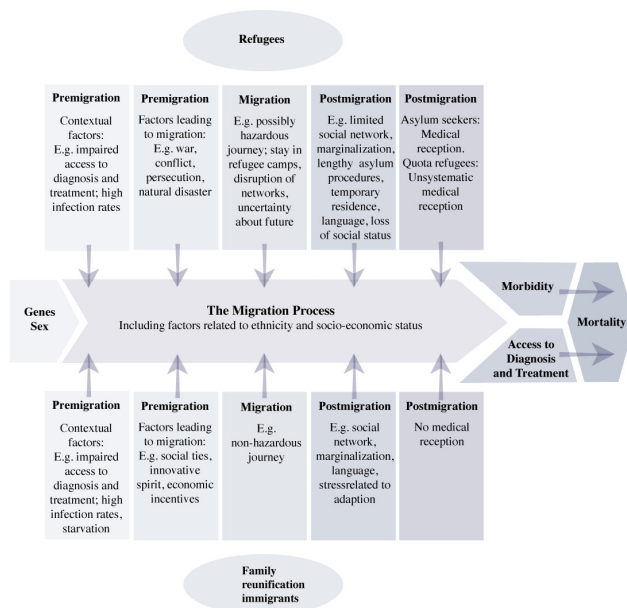 Refugees
Premigration
Contextual
factors:
E.g. impaired
access to
diagnosis and
treatment; high
infection rates
Premigration
Factors leading
to migration:
E.g. war,
conflict,
persecution,
natural disaster
Migration
E.g. possibly
hazardous
journey; stay in
refugee camps,
disruption of
networks,
uncertainty
about future
Postmigration
E.g. limited
social network,
marginalization,
lengthy asylum
procedures,
temporary
residence,
language, loss
of social status
Postmigration
Asylum seekers:
Medical
reception.
Quota refugees:
Unsystematic
medical
reception
Genes
Sex
The Migration Process
Including factors related to ethnicity and socio-economic status
Morbidity
Mortality
Access to
Diagnosis
and Treatment
Premigration
Contextual
factors:
E.g. impaired
access to
diagnosis and
treatment; high
infection rates,
starvation
Premigration
Factors leading
to migration:
E.g. social ties,
innovative
spirit, economic
incentives
Migration
E.g.
non-hazardous
journey
Postmigration
E.g. social
network,
marginalization,
language,
stressrelated to
adaption
Postmigration
No medical
reception
Family
reunification
immigrants